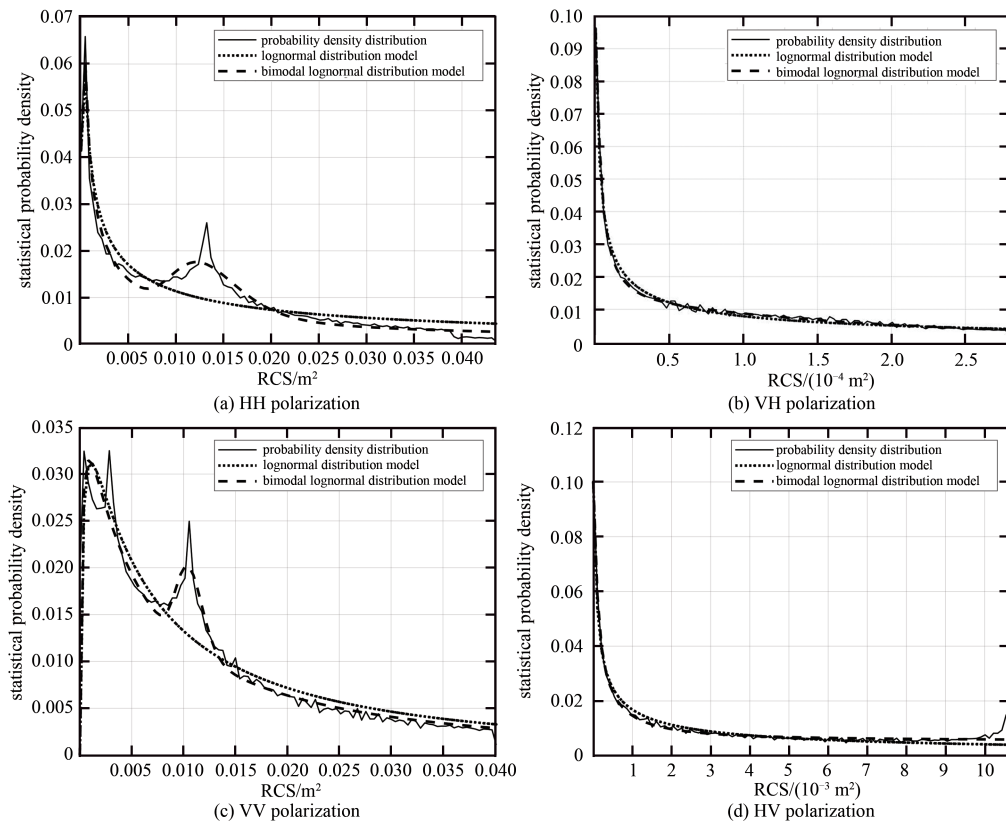 0.07
0.06
0.05
0.04
0.03
0.02
0.01
0
statistical probability density
probability density distribution
lognormal distribution model
bimodal lognormal distribution model
0.005 0.010 0.015 0.020 0.025 0.030 0.035 0.040
RCS/m²
(a) HH polarization
0.10
0.09
0.08
0.07
0.06
0.05
0.04
0.03
0.02
0.01
0
statistical probability density
probability density distribution
lognormal distribution model
bimodal lognormal distribution model
0.5 1.0 1.5 2.0 2.5
RCS/(10⁻⁴ m²)
(b) VH polarization
0.035
0.030
0.025
0.020
0.015
0.010
0.005
0
statistical probability density
probability density distribution
lognormal distribution model
bimodal lognormal distribution model
0.005 0.010 0.015 0.020 0.025 0.030 0.035 0.040
RCS/m²
(c) VV polarization
0.12
0.10
0.08
0.06
0.04
0.02
0
statistical probability density
probability density distribution
lognormal distribution model
bimodal lognormal distribution model
1 2 3 4 5 6 7 8 9 10
RCS/(10⁻³ m²)
(d) HV polarization